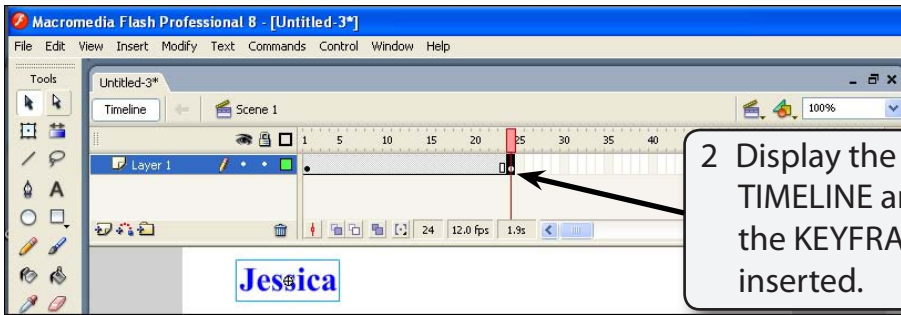 Macromedia Flash Professional 8 - [Untitled-3*]
File Edit View Insert Modify Text Commands Control Window Help
Tools
Untitled-3*
Timeline Scene 1 100%
1 5 10 15 20 25 30 35 40
Layer 1
24 12.0 fps 1.9s
Jessica
2 Display the
TIMELINE
the KEYFRA
inserted.